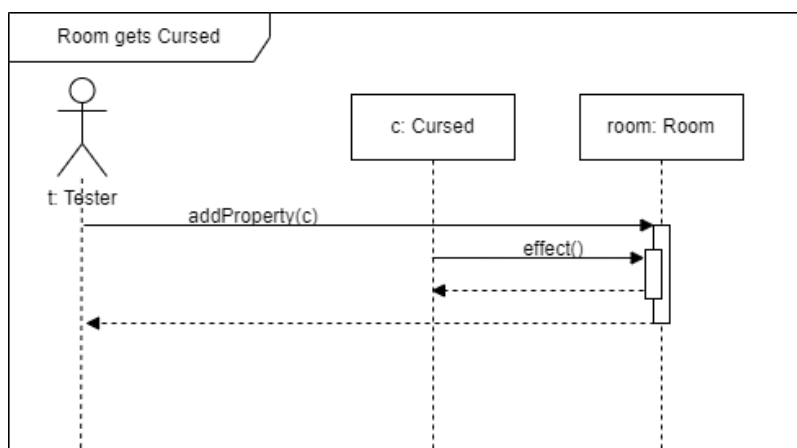 Room gets Cursed
c: Cursed
room: Room
t: Tester
addProperty(c)
effect()